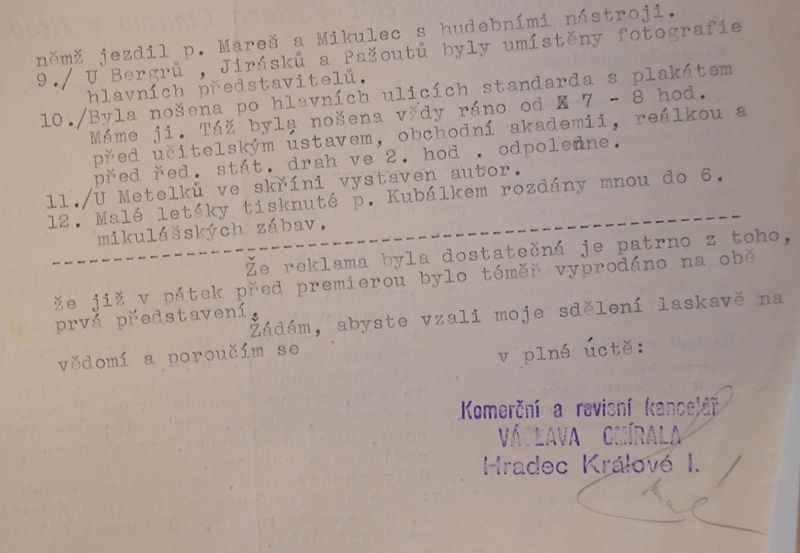 němž jezdil p. Mareš a Mikulec s hudebními nástroji.
9./ U Bergrů , Jirásků a Pažoutů byly umístěny fotografie
hlavních představitelů.
10./Byla nošena po hlavních ulicích standarda s plakátem
Máme ji. Táž byla nošena vždy ráno od 7 - 8 hod.
před učitelským ústavem, obchodní akademii, reálkou a
před řed. stát. drah ve 2. hod . odpoledne.
11./U Metelků ve skříni vystaven autor.
12. Malé letáky tisknuté p. Kubálkem rozdány mnou do 6.
mikulášských zábav.
Že reklama byla dostatečná je patrno z toho,
že již v pátek před premierou bylo téměř vyprodáno na obě
prvá představení.
Žádám, abyste vzali moje sdělení laskavě na
vědomí a poroučím se
v plné úctě:
Komerční a revisní kancelář
VÁCLAVA CMÍRALA
Hradec Králové I.